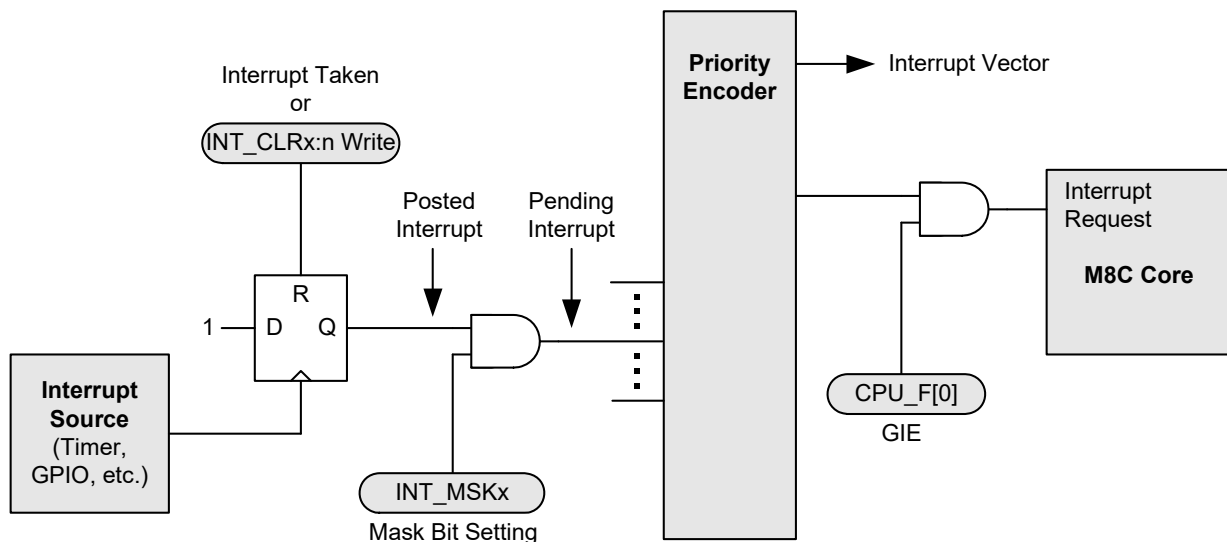 Interrupt Taken
or
INT_CLRx:n Write
Priority
Encoder
Interrupt Vector
Posted
Interrupt
Pending
Interrupt
Interrupt
Request
M8C Core
R
1
D
Q
Interrupt
Source
(Timer,
GPIO, etc.)
CPU_F[0]
GIE
INT_MSKx
Mask Bit Setting